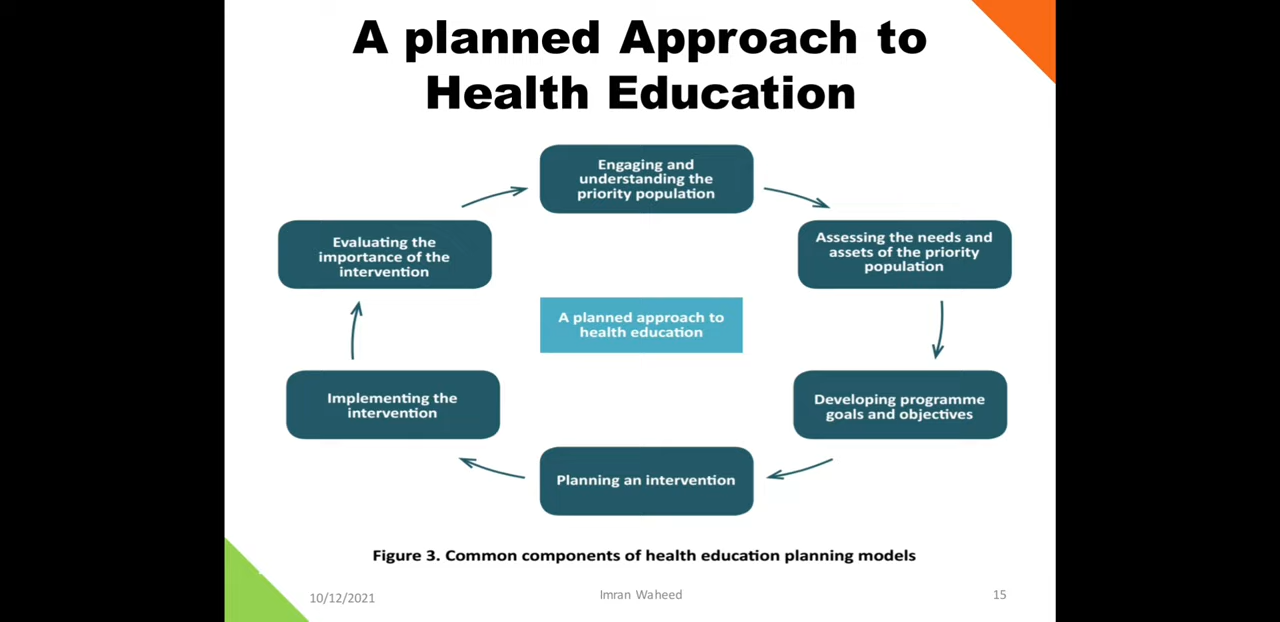 A planned Approach to
Health Education
Engaging and
understanding the
priority population
Evaluating the
importance of the
intervention
Assessing the needs and
assets of the priority
population
A planned approach to
health education
Implementing the
intervention
Developing programme
goals and objectives
Planning an intervention
Figure 3. Common components of health education planning models
10/12/2021
Imran Waheed
15